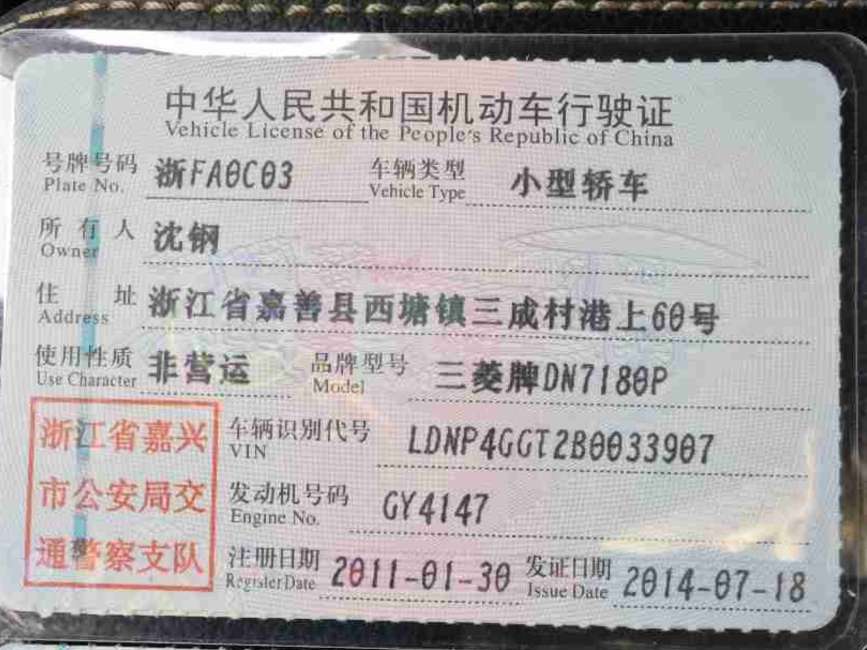 中华人民共和国机动车行驶证
Vehicle License of the People's Republic of China
号牌号码 浙FA0C03 车辆类型 小型轿车
Plate No. Vehicle Type
所有人 沈钢
Owner
住址 浙江省嘉善县西塘镇三成村港上60号
Address
使用性质 非营运 品牌型号 三菱牌DN7180P
Use Character Model
浙江省嘉兴 车辆识别代号 LDNP4GGT2B0033907
VIN
市公安局交 发动机号码 GY4147
Engine No.
通警察支队 注册日期 2011-01-30 发证日期 2014-07-18
Register Date Issue Date